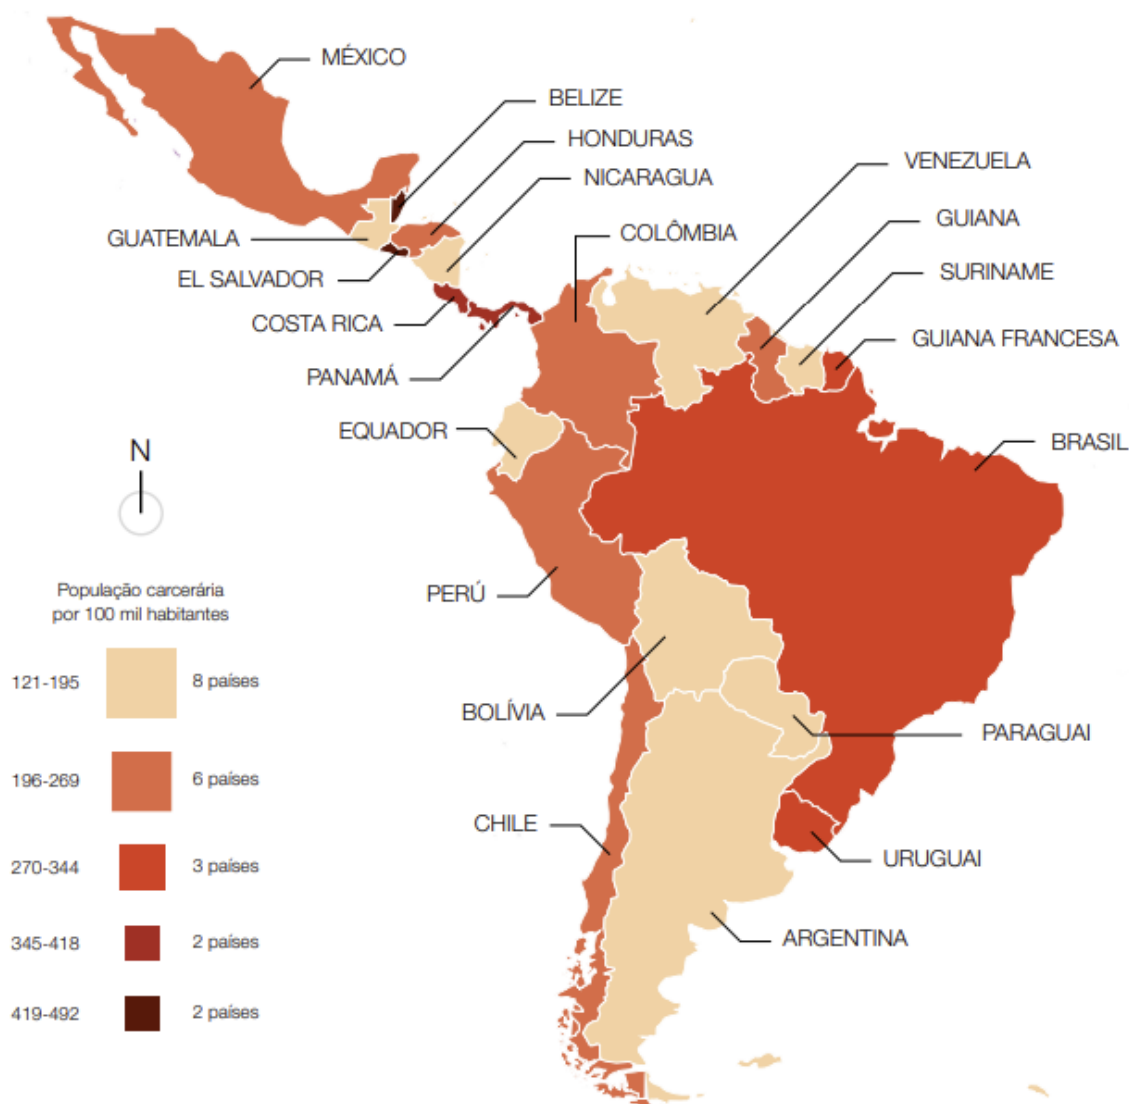 MÉXICO
BELIZE
HONDURAS
NICARAGUA
VENEZUELA
GUATEMALA
COLÔMBIA
GUIANA
EL SALVADOR
SURINAME
COSTA RICA
GUIANA FRANCESA
PANAMÁ
EQUADOR
BRASIL
N
PERÚ
População carcerária
por 100 mil habitantes
121-195 8 países
196-269 6 países
270-344 3 países
345-418 2 países
419-492 2 países
BOLÍVIA
PARAGUAI
CHILE
URUGUAI
ARGENTINA